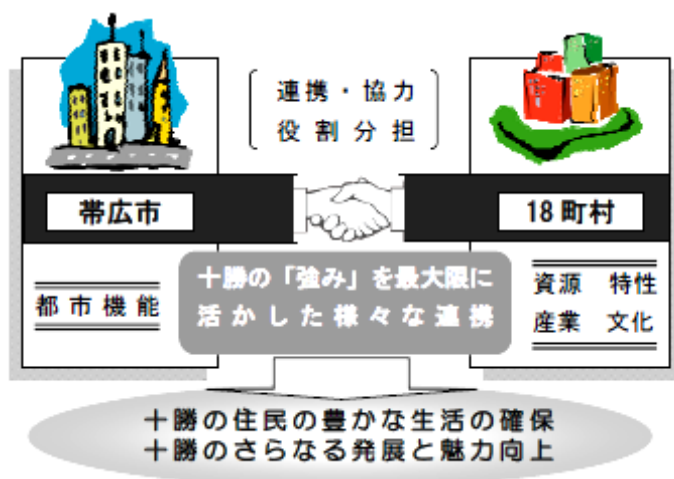 連携・協力
役割分担
帯広市
18町村
都市機能
十勝の「強み」を最大限に
活かした様々な連携
資源 特性
産業 文化
十勝の住民の豊かな生活の確保
十勝のさらなる発展と魅力向上